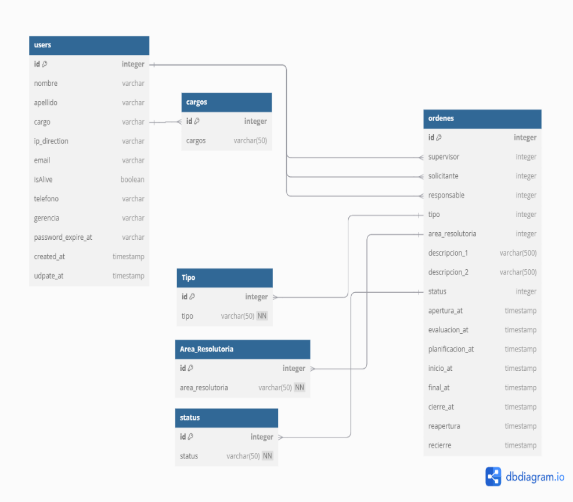 users
id integer
nombre varchar
apellido varchar
cargo varchar
ip_direction varchar
email varchar
isAlive boolean
telefono varchar
gerencia varchar
password_expire_at varchar
created_at timestamp
udpate_at timestamp
cargos
id integer
cargos varchar(50)
Tipo
id integer
tipo varchar(50) NN
Area_Resolutoria
id integer
area_resolutoria varchar(50) NN
status
id integer
status varchar(50) NN
ordenes
id integer
supervisor integer
solicitante integer
responsable integer
tipo integer
area_resolutoria integer
descripcion_1 varchar(500)
descripcion_2 varchar(500)
status integer
apertura_at timestamp
evaluacion_at timestamp
planificacion_at timestamp
inicio_at timestamp
final_at timestamp
cierre_at timestamp
reapertura timestamp
recierre timestamp
dbdiagram.io